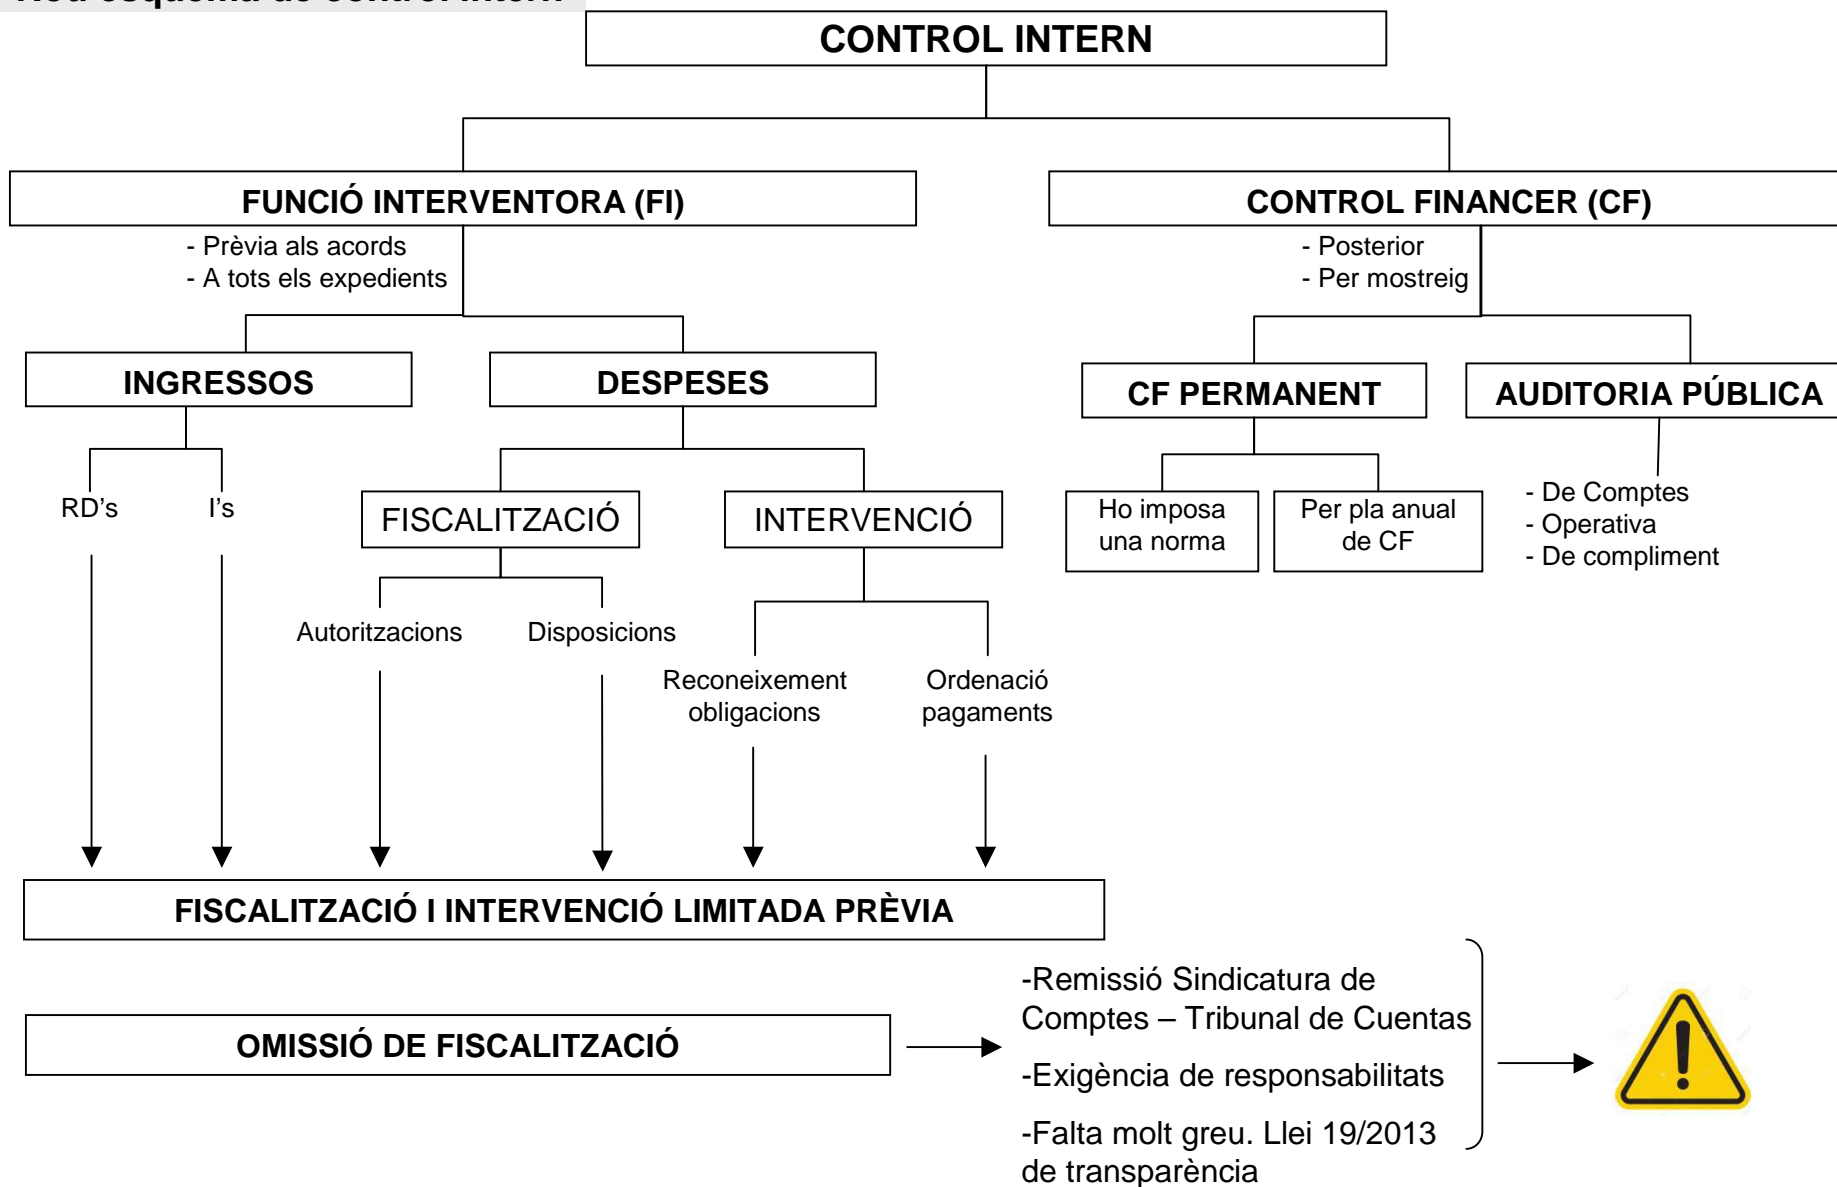 CONTROL INTERN
FUNCIÓ INTERVENTORA (FI)
- Prèvia als acords
- A tots els expedients
CONTROL FINANCER (CF)
- Posterior
- Per mostreig
INGRESSOS
DESPESES
CF PERMANENT
AUDITORIA PÚBLICA
RD's
I's
FISCALITZACIÓ
INTERVENCIÓ
Ho imposa
una norma
Per pla anual
de CF
- De Comptes
- Operativa
- De compliment
Autoritzacions
Disposicions
Reconeixement
obligacions
Ordenació
pagaments
FISCALITZACIÓ I INTERVENCIÓ LIMITADA PRÈVIA
OMISSIÓ DE FISCALITZACIÓ
-Remissió Sindicatura de
Comptes – Tribunal de Cuentas
-Exigència de responsabilitats
-Falta molt greu. Llei 19/2013
de transparència